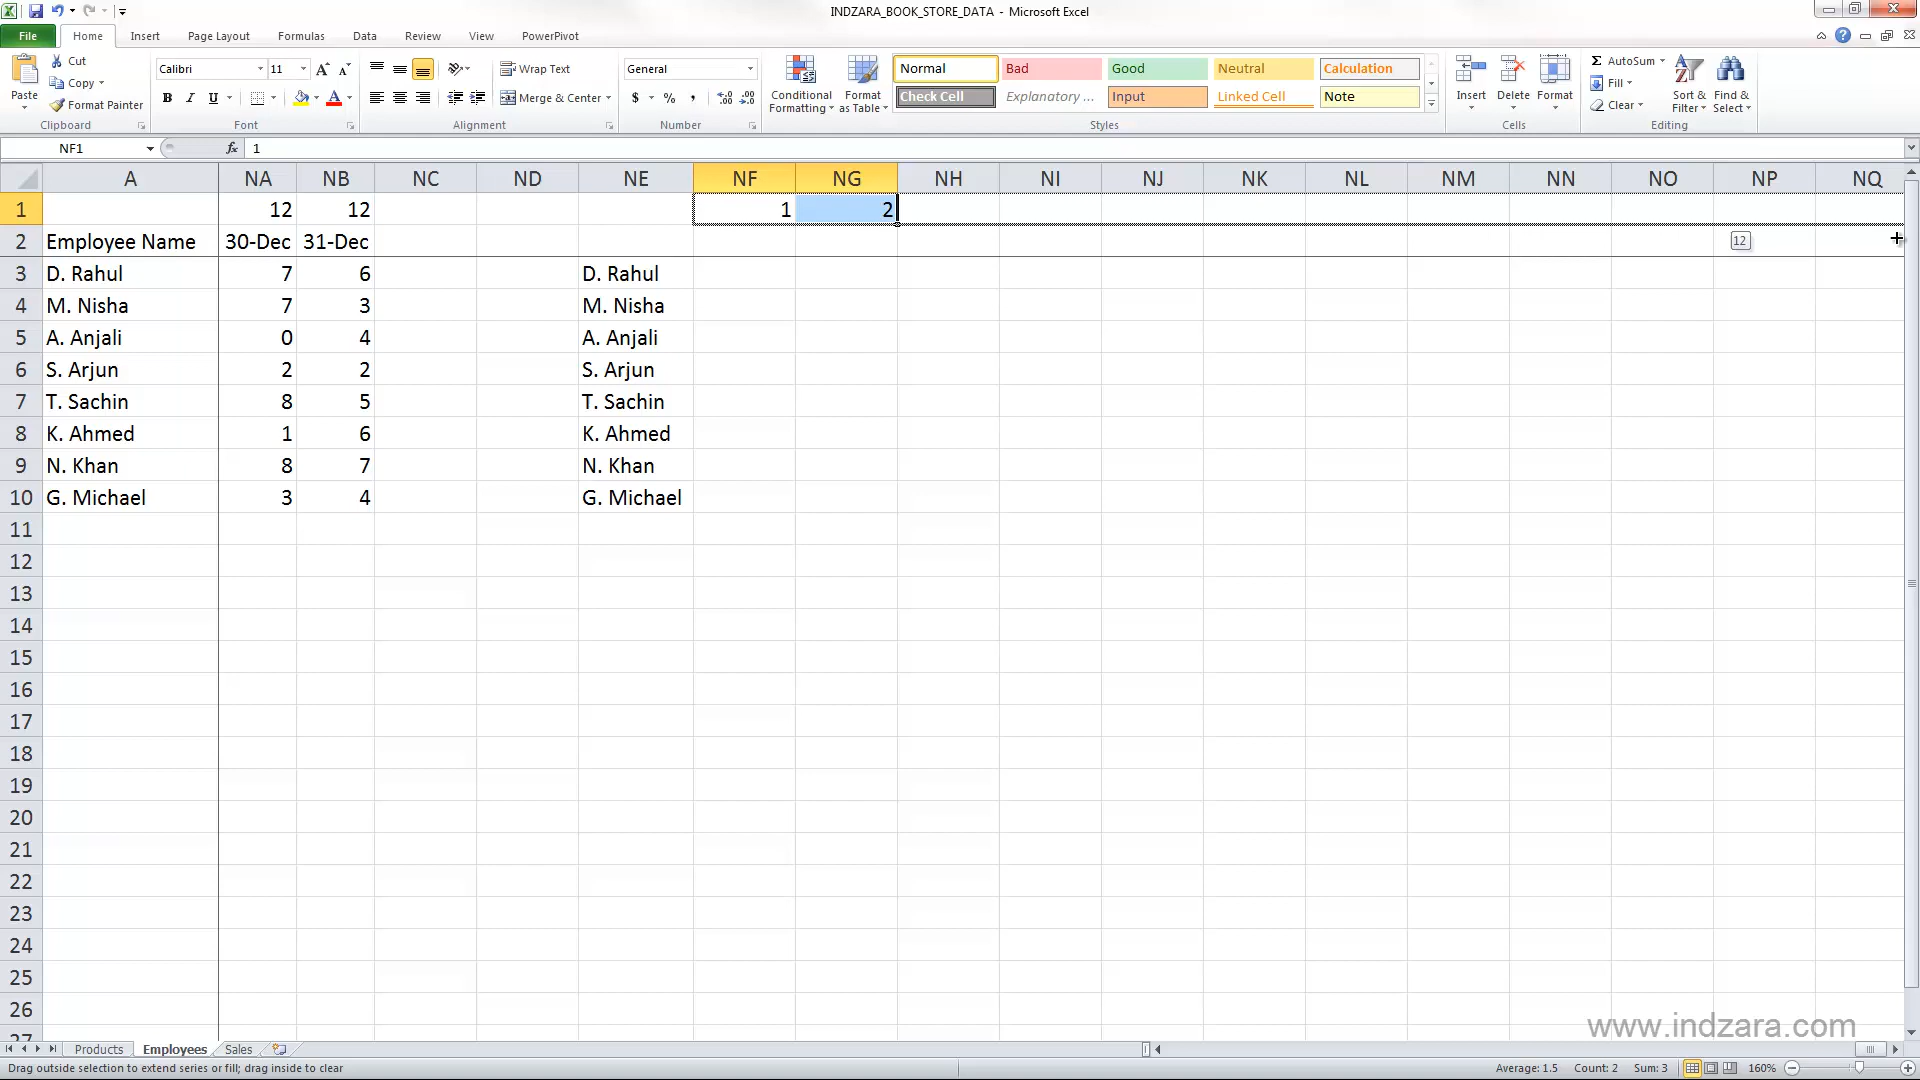 INDZARA_BOOK_STORE_DATA - Microsoft Excel
File Home Insert Page Layout Formulas Data Review View PowerPivot
Paste
Cut
Copy
Format Painter
Clipboard
Calibri 11
B I U
Font
Wrap Text
Merge & Center
Alignment
General
$ % ,
Number
Conditional Formatting
Format as Table
Normal Bad Good Neutral Calculation
Check Cell Explanatory ... Input Linked Cell Note
Styles
Insert Delete Format
Cells
AutoSum
Fill
Clear
Sort & Filter
Find & Select
Editing
NF1 fx 1
A NA NB NC ND NE NF NG NH NI NJ NK NL NM NN NO NP NQ
1 12 12 1 2
2 Employee Name 30-Dec 31-Dec 12
3 D. Rahul 7 6 D. Rahul
4 M. Nisha 7 3 M. Nisha
5 A. Anjali 0 4 A. Anjali
6 S. Arjun 2 2 S. Arjun
7 T. Sachin 8 5 T. Sachin
8 K. Ahmed 1 6 K. Ahmed
9 N. Khan 8 7 N. Khan
10 G. Michael 3 4 G. Michael
11
12
13
14
15
16
17
18
19
20
21
22
23
24
25
26
27
www.indzara.com
Products Employees Sales
Drag outside selection to extend series or fill; drag inside to clear Average: 1.5 Count: 2 Sum: 3 160%